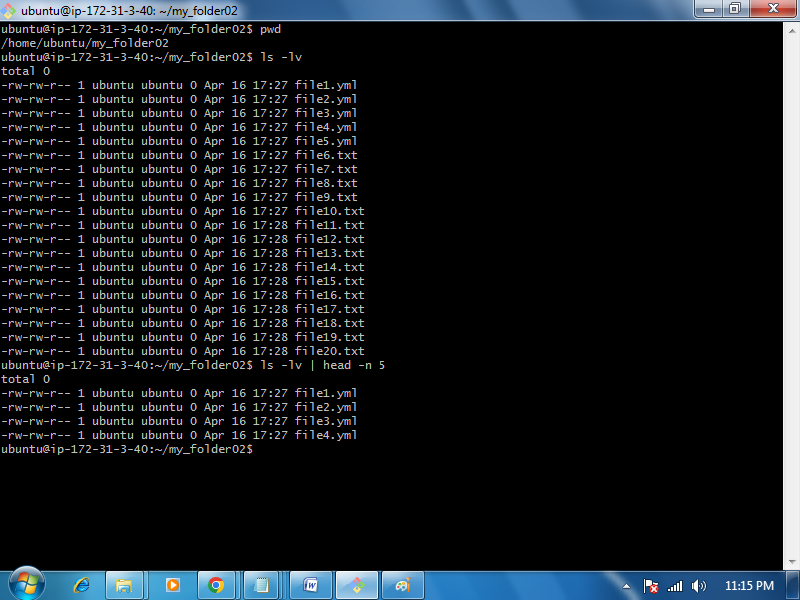 ubuntu@ip-172-31-3-40: ~/my_folder02
ubuntu@ip-172-31-3-40:~/my_folder02$ pwd
/home/ubuntu/my_folder02
ubuntu@ip-172-31-3-40:~/my_folder02$ ls -lv
total 0
-rw-rw-r-- 1 ubuntu ubuntu 0 Apr 16 17:27 file1.yml
-rw-rw-r-- 1 ubuntu ubuntu 0 Apr 16 17:27 file2.yml
-rw-rw-r-- 1 ubuntu ubuntu 0 Apr 16 17:27 file3.yml
-rw-rw-r-- 1 ubuntu ubuntu 0 Apr 16 17:27 file4.yml
-rw-rw-r-- 1 ubuntu ubuntu 0 Apr 16 17:27 file5.yml
-rw-rw-r-- 1 ubuntu ubuntu 0 Apr 16 17:27 file6.txt
-rw-rw-r-- 1 ubuntu ubuntu 0 Apr 16 17:27 file7.txt
-rw-rw-r-- 1 ubuntu ubuntu 0 Apr 16 17:27 file8.txt
-rw-rw-r-- 1 ubuntu ubuntu 0 Apr 16 17:27 file9.txt
-rw-rw-r-- 1 ubuntu ubuntu 0 Apr 16 17:27 file10.txt
-rw-rw-r-- 1 ubuntu ubuntu 0 Apr 16 17:28 file11.txt
-rw-rw-r-- 1 ubuntu ubuntu 0 Apr 16 17:28 file12.txt
-rw-rw-r-- 1 ubuntu ubuntu 0 Apr 16 17:28 file13.txt
-rw-rw-r-- 1 ubuntu ubuntu 0 Apr 16 17:28 file14.txt
-rw-rw-r-- 1 ubuntu ubuntu 0 Apr 16 17:28 file15.txt
-rw-rw-r-- 1 ubuntu ubuntu 0 Apr 16 17:28 file16.txt
-rw-rw-r-- 1 ubuntu ubuntu 0 Apr 16 17:28 file17.txt
-rw-rw-r-- 1 ubuntu ubuntu 0 Apr 16 17:28 file18.txt
-rw-rw-r-- 1 ubuntu ubuntu 0 Apr 16 17:28 file19.txt
-rw-rw-r-- 1 ubuntu ubuntu 0 Apr 16 17:28 file20.txt
ubuntu@ip-172-31-3-40:~/my_folder02$ ls -lv | head -n 5
total 0
-rw-rw-r-- 1 ubuntu ubuntu 0 Apr 16 17:27 file1.yml
-rw-rw-r-- 1 ubuntu ubuntu 0 Apr 16 17:27 file2.yml
-rw-rw-r-- 1 ubuntu ubuntu 0 Apr 16 17:27 file3.yml
-rw-rw-r-- 1 ubuntu ubuntu 0 Apr 16 17:27 file4.yml
ubuntu@ip-172-31-3-40:~/my_folder02$
11:15 PM